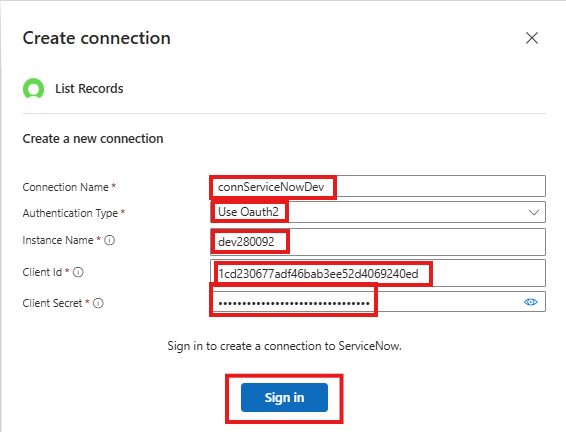 Create connection
List Records
Create a new connection
Connection Name * connServiceNowDev
Authentication Type * Use Oauth2
Instance Name * dev280092
Client Id * 1cd230677adf46bab3ee52d4069240ed
Client Secret * ••••••••••••••••••••••••••••••••
Sign in to create a connection to ServiceNow.
Sign in